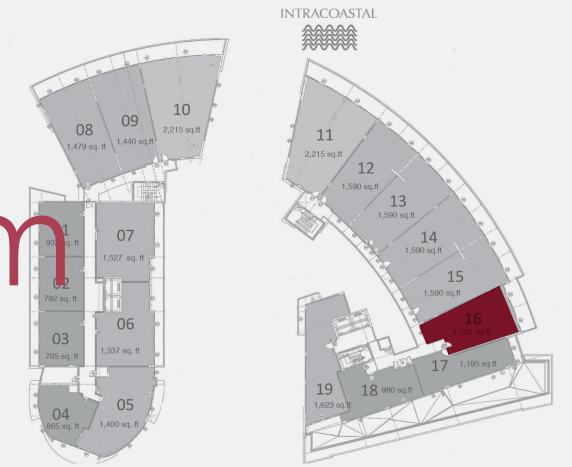 INTRACOASTAL
08
1,479 sq. ft
09
1,440 sq.ft
10
2,215 sq.ft
11
2,215 sq.ft
12
1,590 sq.ft
13
1,590 sq.ft
14
1,590 sq.ft
15
1,590 sq.ft
16
17
1,195 sq.ft
18 980 sq.ft
19
1,623 sq.ft
m
07
1,527 sq. ft
02
792 sq. ft
03
785 sq. ft
06
1,337 sq.ft
04
865 sq. ft
05
1,400 sq.ft